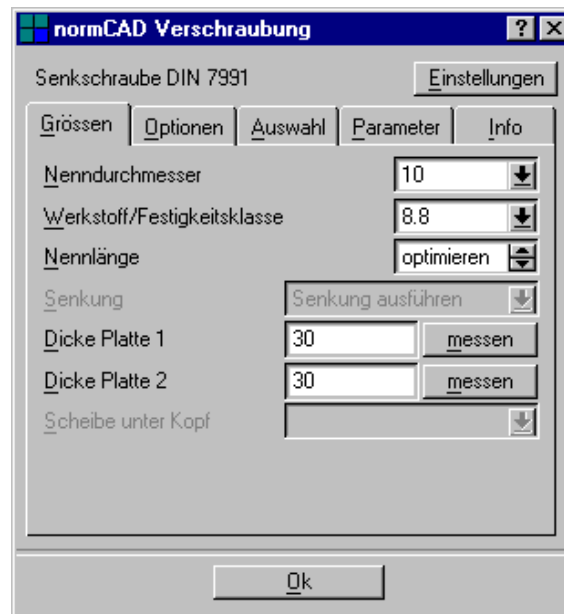 normCAD Verschraubung
Senkschraube DIN 7991 Einstellungen
Grössen Optionen Auswahl Parameter Info
Nenndurchmesser 10
Werkstoff/Festigkeitsklasse 8.8
Nennlänge optimieren
Senkung Senkung ausführen
Dicke Platte 1 30 messen
Dicke Platte 2 30 messen
Scheibe unter Kopf
Ok